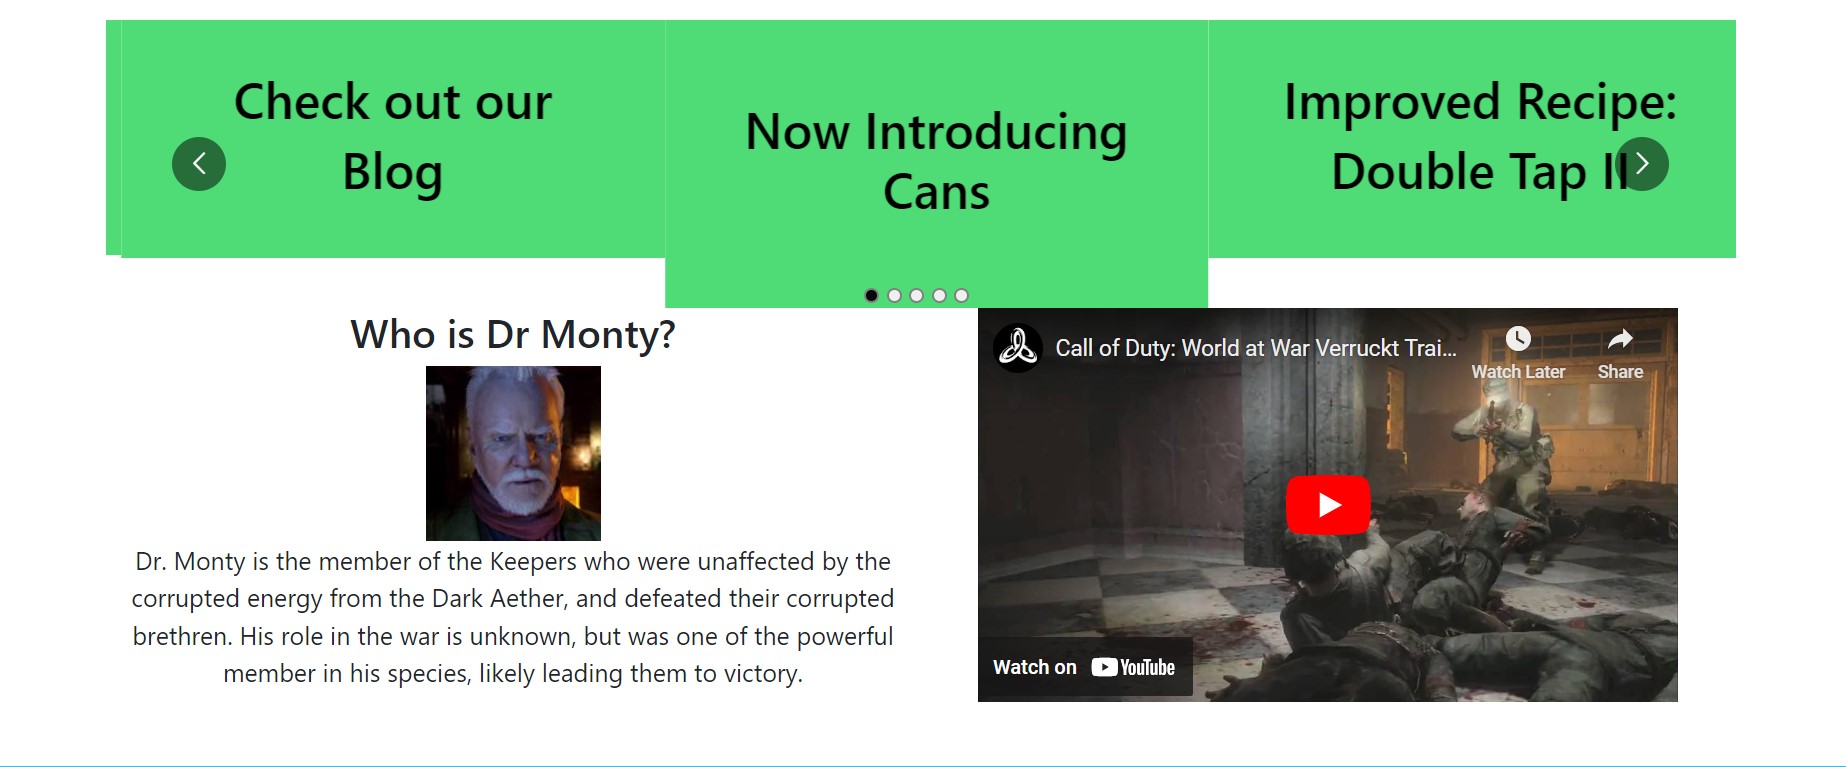 Check out our
Blog
Now Introducing
Cans
Improved Recipe:
Double Tap II
Who is Dr Monty?
Dr. Monty is the member of the Keepers who were unaffected by the
corrupted energy from the Dark Aether, and defeated their corrupted
brethren. His role in the war is unknown, but was one of the powerful
member in his species, likely leading them to victory.
Call of Duty: World at War Verruckt Trai...
Watch Later
Share
Watch on YouTube